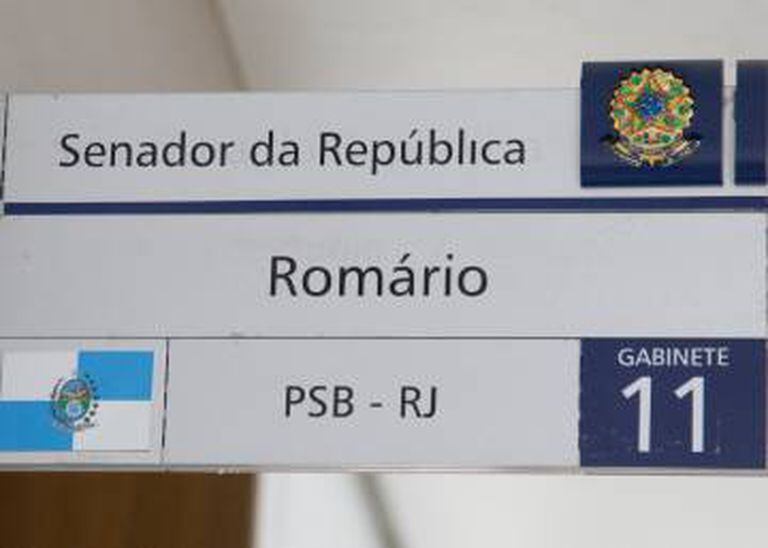 Senador da República
Romário
PSB - RJ
GABINETE
11